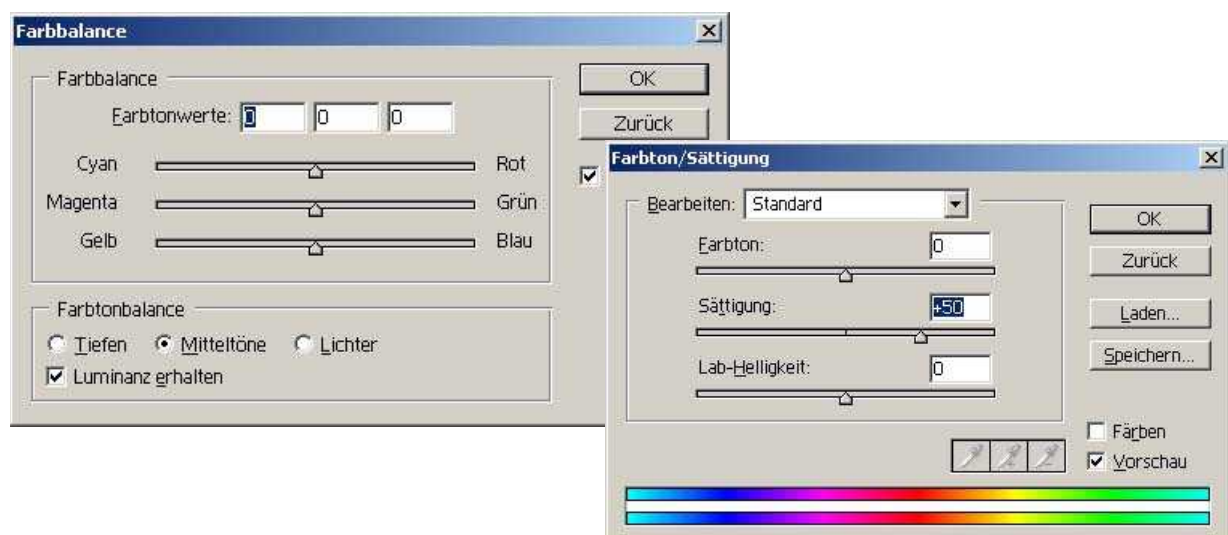 Farbbalance
Farbbalance
Farbtonwerte: 0 0 0
Cyan Rot
Magenta Grün
Gelb Blau
Farbtonbalance
Tiefen Mitteltöne Lichter
Luminanz erhalten
OK
Zurück
Farbton/Sättigung
Bearbeiten: Standard
Farbton: 0
Sättigung: +50
Lab-Helligkeit: 0
OK
Zurück
Laden...
Speichern...
Färben
Vorschau